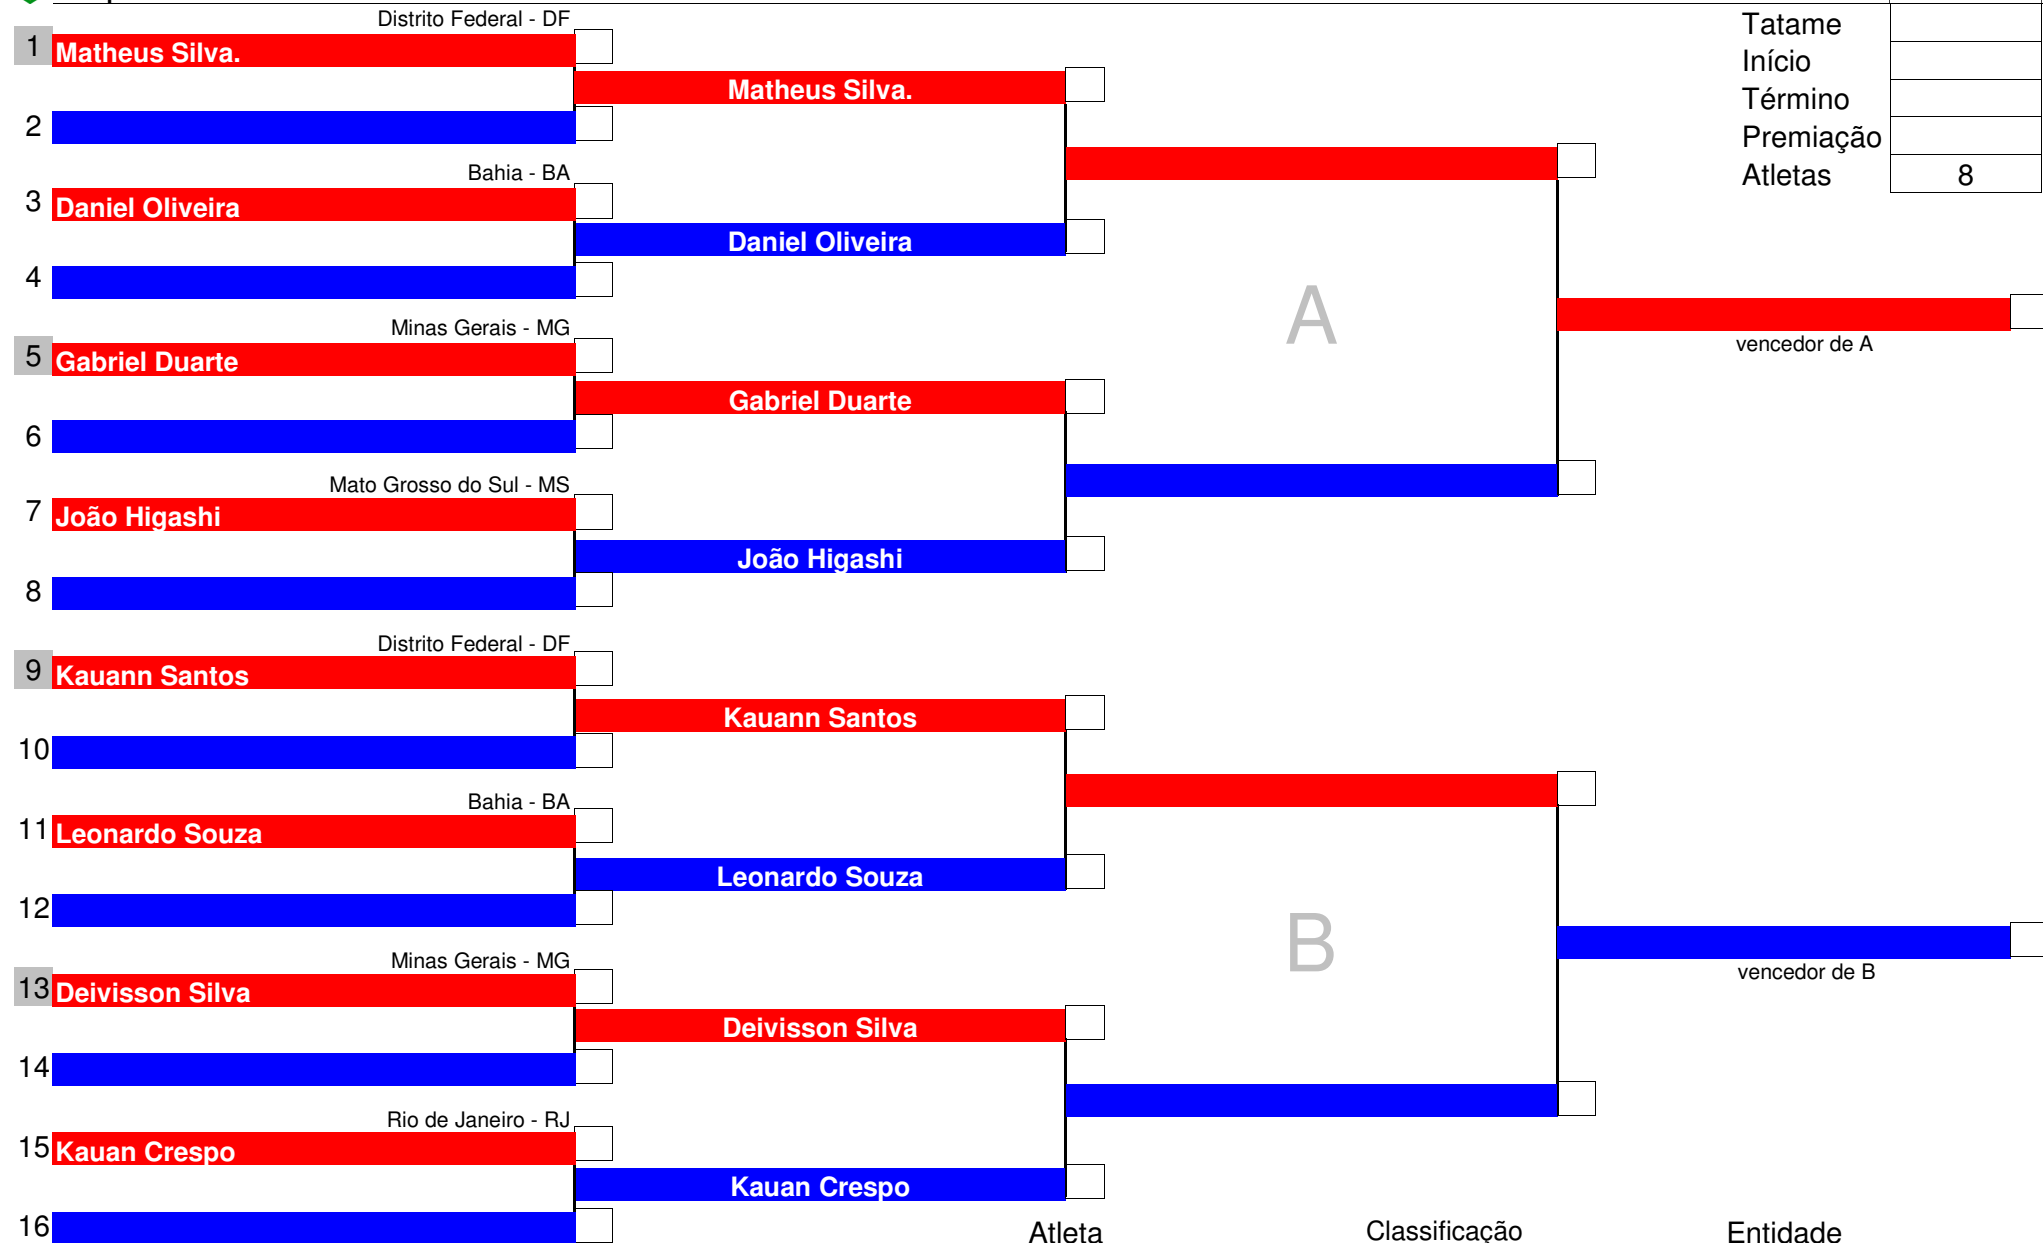 Distrito Federal - DF
1 Matheus Silva.
Matheus Silva.
2
Bahia - BA
3 Daniel Oliveira
Daniel Oliveira
4
Minas Gerais - MG
5 Gabriel Duarte
Gabriel Duarte
6
Mato Grosso do Sul - MS
7 João Higashi
João Higashi
8
Distrito Federal - DF
9 Kauann Santos
Kauann Santos
10
Bahia - BA
11 Leonardo Souza
Leonardo Souza
12
Minas Gerais - MG
13 Deivisson Silva
Deivisson Silva
14
Rio de Janeiro - RJ
15 Kauan Crespo
Kauan Crespo
16
A
B
vencedor de A
vencedor de B
Tatame
Início
Término
Premiação
Atletas 8
Atleta Classificação Entidade